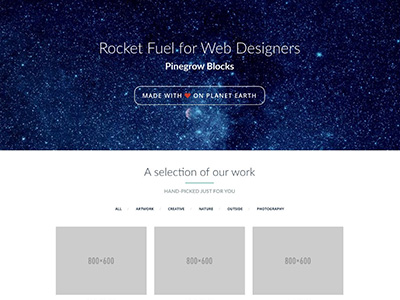 Rocket Fuel for Web Designers
Pinegrow Blocks
MADE WITH ❤ ON PLANET EARTH
A selection of our work
HAND-PICKED JUST FOR YOU
ALL ARTWORK CREATIVE NATURE OUTSIDE PHOTOGRAPHY
800×600 800×600 800×600